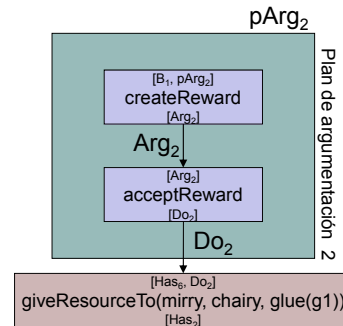 pArg₂
[B₁, pArg₂]
createReward
[Arg₂]
Arg₂
[Arg₂]
acceptReward
[Do₂]
Do₂
Plan de argumentación 2
[Has₆, Do₂]
giveResourceTo(mirry, chairy, glue(g1))
[Has₂]